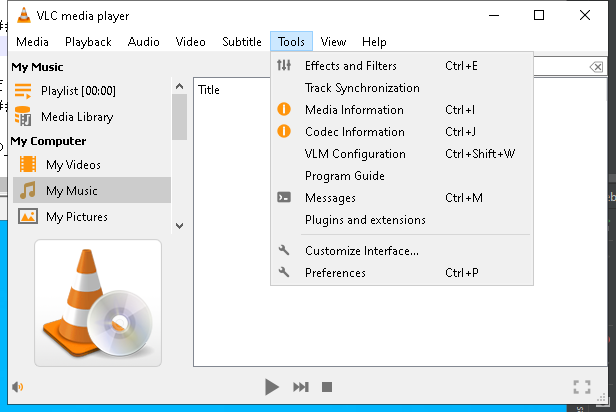 VLC media player
Media Playback Audio Video Subtitle Tools View Help
My Music
Playlist [00:00]
Media Library
My Computer
My Videos
My Music
My Pictures
Title
Effects and Filters Ctrl+E
Track Synchronization
Media Information Ctrl+I
Codec Information Ctrl+J
VLM Configuration Ctrl+Shift+W
Program Guide
Messages Ctrl+M
Plugins and extensions
Customize Interface...
Preferences Ctrl+P